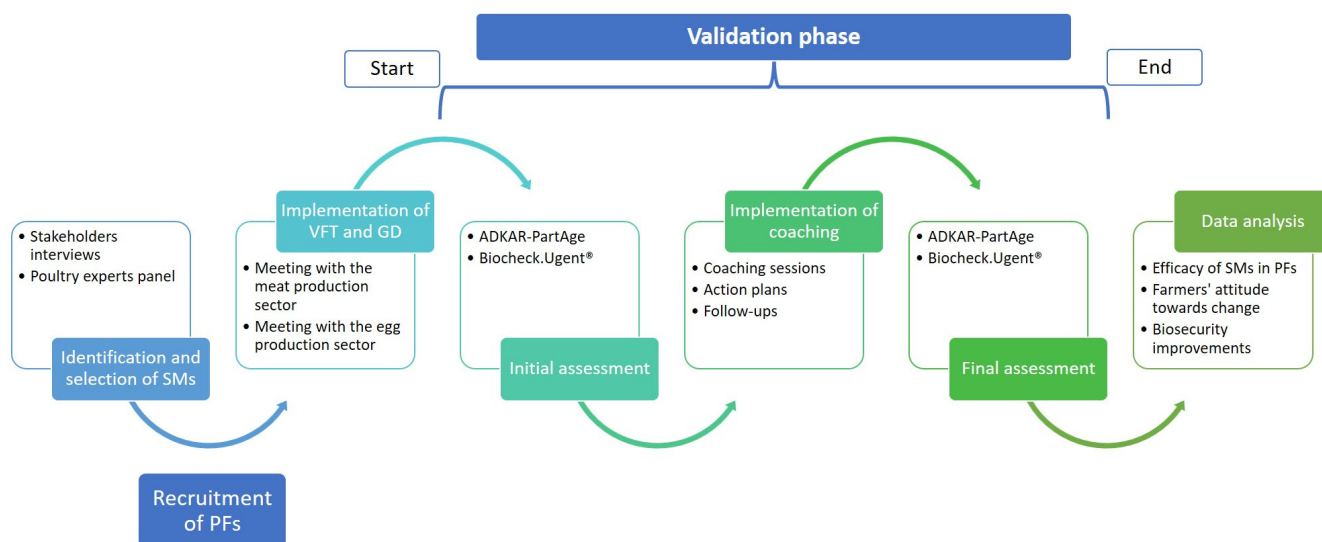 Validation phase
Start
End
• Stakeholders
interviews
• Poultry experts panel
Identification and
selection of SMs
Recruitment
of PFs
Implementation of
VFT and GD
• Meeting with the
meat production
sector
• Meeting with the egg
production sector
• ADKAR-PartAge
• Biocheck.Ugent®
Initial assessment
Implementation of
coaching
• Coaching sessions
• Action plans
• Follow-ups
• ADKAR-PartAge
• Biocheck.Ugent®
Final assessment
Data analysis
• Efficacy of SMs in PFs
• Farmers' attitude
towards change
• Biosecurity
improvements